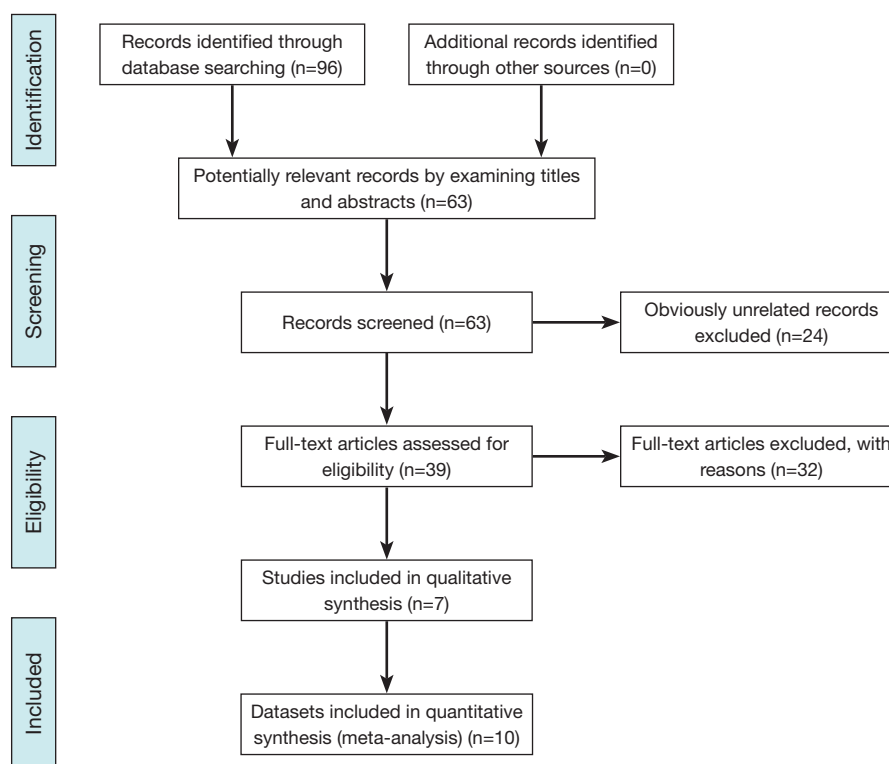 Identification
Records identified through
database searching (n=96)
Additional records identified
through other sources (n=0)
Potentially relevant records by examining titles
and abstracts (n=63)
Screening
Records screened (n=63)
Obviously unrelated records
excluded (n=24)
Eligibility
Full-text articles assessed for
eligibility (n=39)
Full-text articles excluded, with
reasons (n=32)
Studies included in qualitative
synthesis (n=7)
Included
Datasets included in quantitative
synthesis (meta-analysis) (n=10)